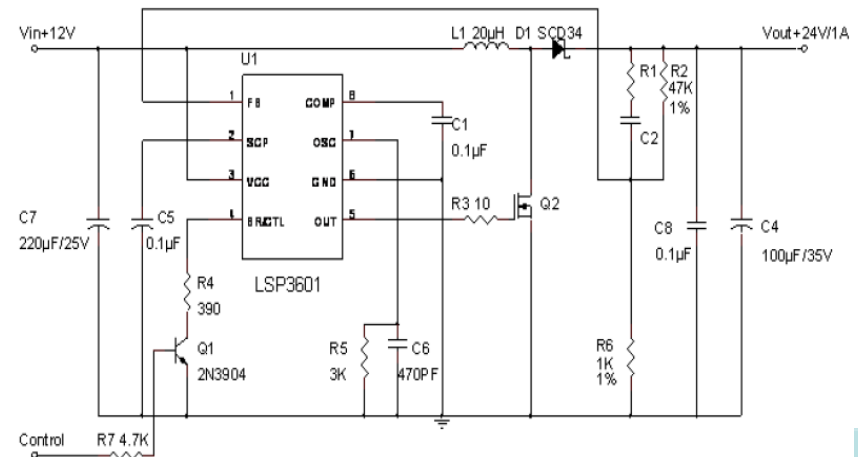 Vin+12V
L1 20µH D1 SCD34
Vout+24V/1A
U1
1 FB COMP 8
2 SCP OSC 7
3 VCC GND 6
4 BR/CTL OUT 5
LSP3601
C1
0.1µF
R1 R2
47K
1%
C2
R3 10
Q2
C7
220µF/25V
C5
0.1µF
C8
0.1µF
C4
100µF/35V
R4
390
Q1
2N3904
R5
3K
C6
470PF
R6
1K
1%
Control R7 4.7K